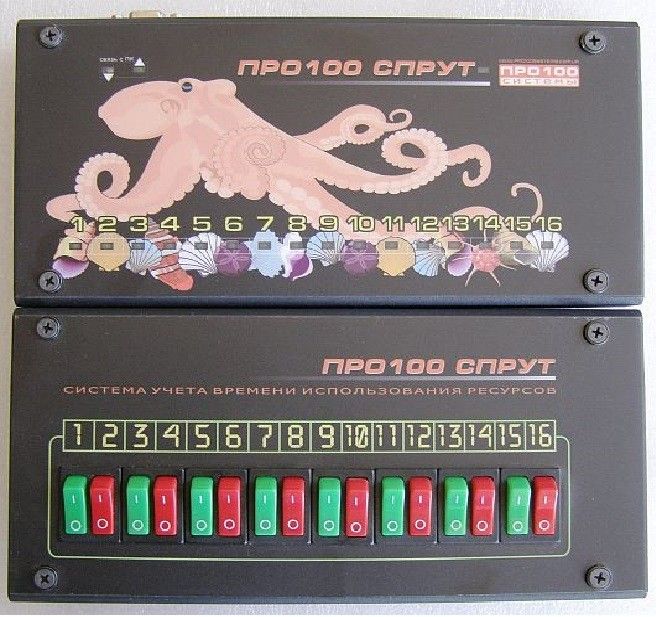 СВЯЗЬ С ПК
ПРО100 СПРУТ
ПРО100
СИСТЕМЫ
1 2 3 4 5 6 7 8 9 10 11 12 13 14 15 16
ПРО100 СПРУТ
СИСТЕМА УЧЕТА ВРЕМЕНИ ИСПОЛЬЗОВАНИЯ РЕСУРСОВ
1 2 3 4 5 6 7 8 9 10 11 12 13 14 15 16